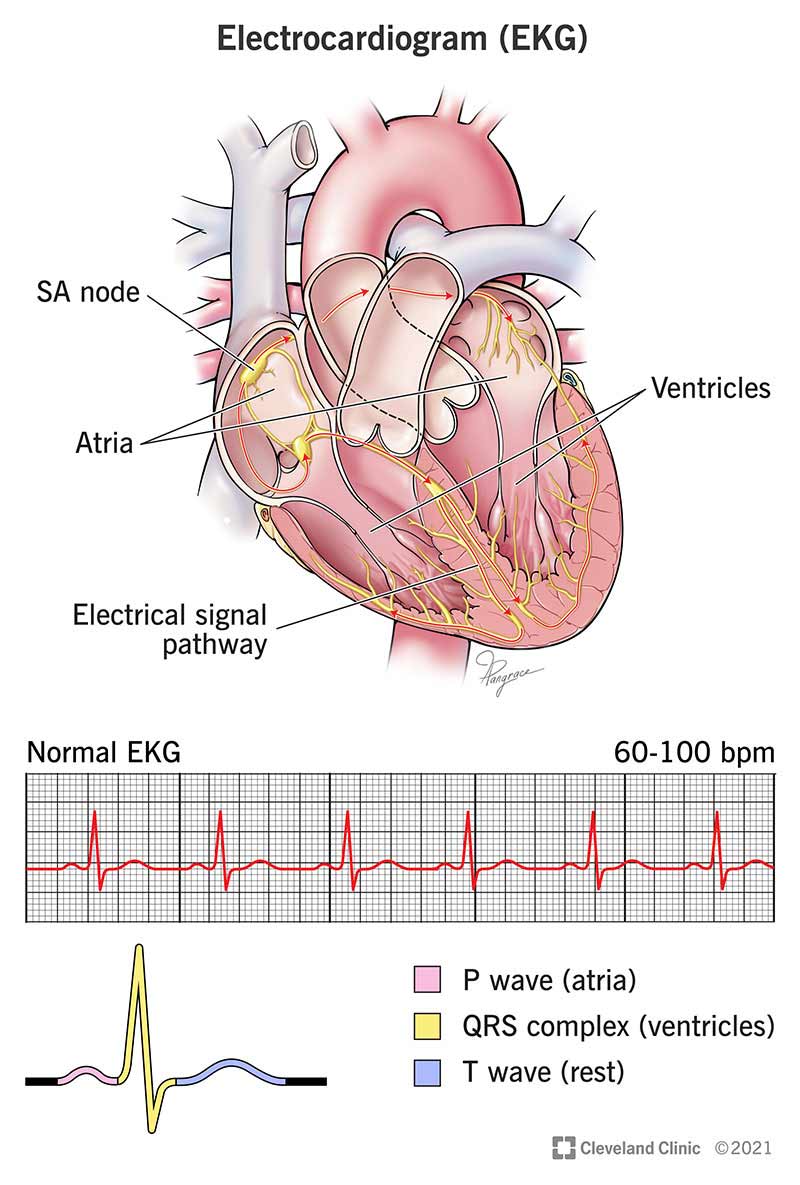 Electrocardiogram (EKG)
SA node
Ventricles
Atria
Electrical signal
pathway
Pangrace
Normal EKG
60-100 bpm
P wave (atria)
QRS complex (ventricles)
T wave (rest)
Cleveland Clinic ©2021